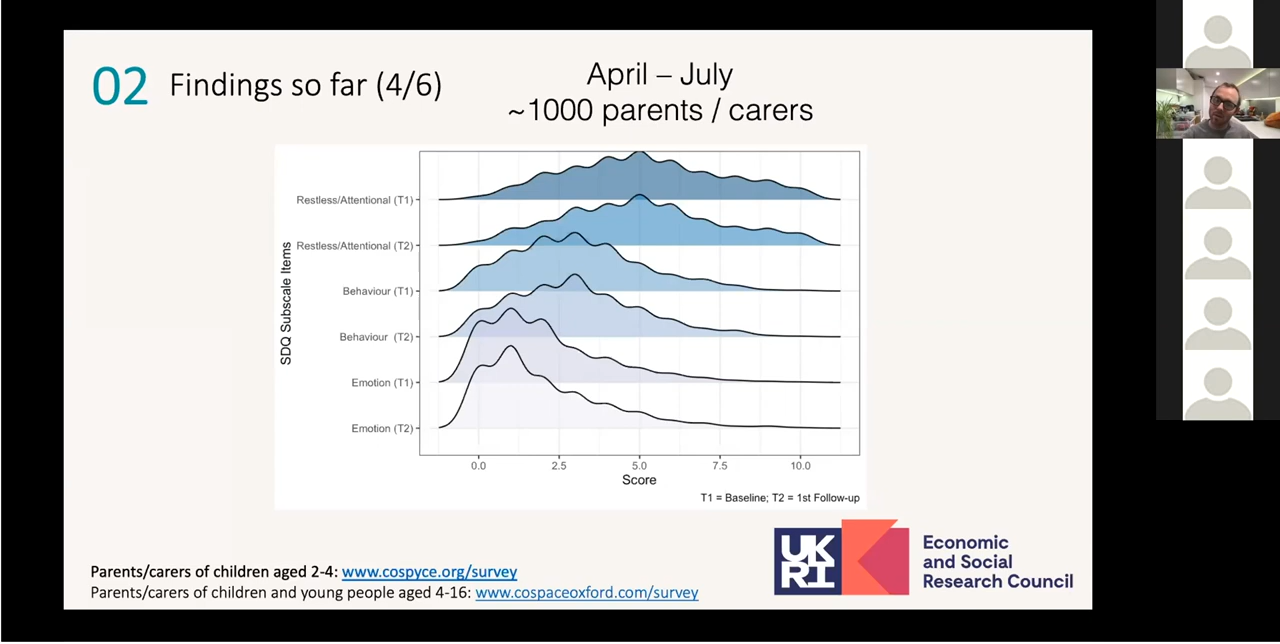 02 Findings so far (4/6)
April – July
~1000 parents / carers
SDQ Subscale Items
Restless/Attentional (T1)
Restless/Attentional (T2)
Behaviour (T1)
Behaviour (T2)
Emotion (T1)
Emotion (T2)
0.0 2.5 5.0 7.5 10.0
Score
T1 = Baseline; T2 = 1st Follow-up
UK
RI
Economic
and Social
Research Council
Parents/carers of children aged 2-4: www.cospyce.org/survey
Parents/carers of children and young people aged 4-16: www.cospaceoxford.com/survey